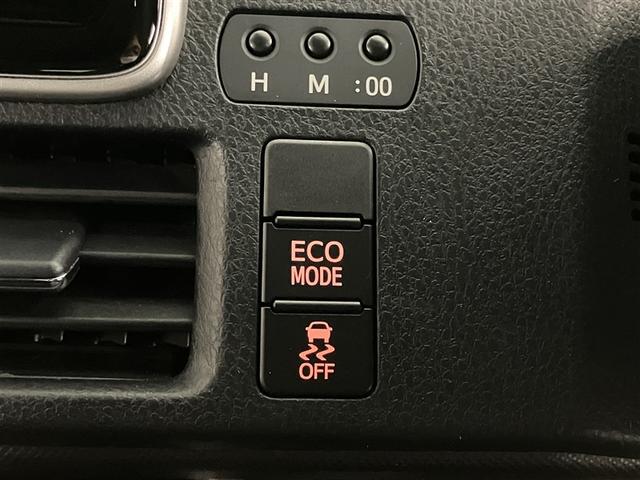 H M :00
ECO
MODE
OFF